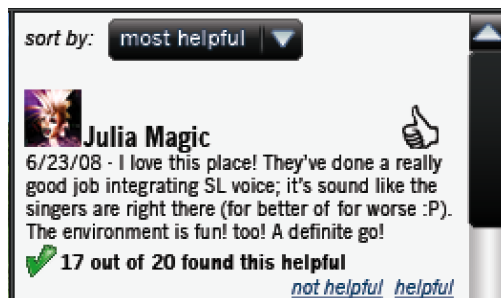 sort by: most helpful
Julia Magic
6/23/08 - I love this place! They've done a really
good job integrating SL voice; it's sound like the
singers are right there (for better of for worse :P).
The environment is fun! too! A definite go!
17 out of 20 found this helpful
not helpful helpful